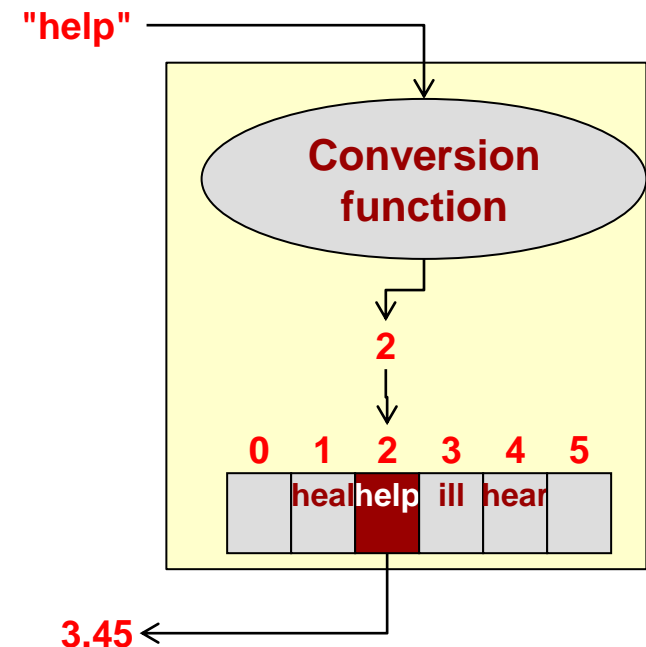 "help"
Conversion
function
2
0 1 2 3 4 5
heal help ill hear
3.45